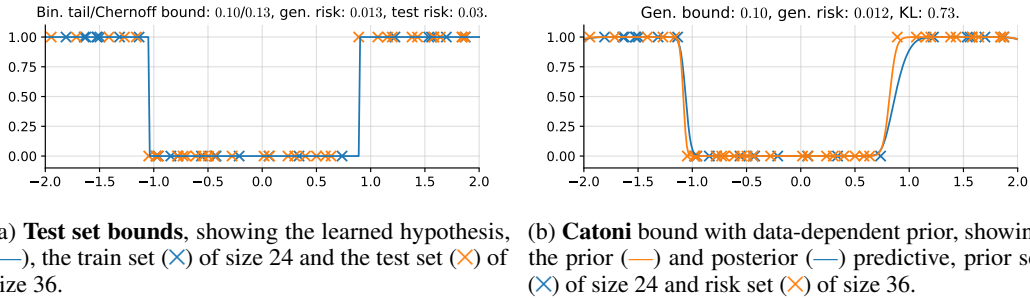 Bin. tail/Chernoff bound: 0.10/0.13, gen. risk: 0.013, test risk: 0.03.
1.00
0.75
0.50
0.25
0.00
−2.0 −1.5 −1.0 −0.5 0.0 0.5 1.0 1.5 2.0
a) Test set bounds, showing the learned hypothesis,
(—), the train set (×) of size 24 and the test set (×) of
size 36.
Gen. bound: 0.10, gen. risk: 0.012, KL: 0.73.
1.00
0.75
0.50
0.25
0.00
−2.0 −1.5 −1.0 −0.5 0.0 0.5 1.0 1.5 2.0
(b) Catoni bound with data-dependent prior, showin
the prior (—) and posterior (—) predictive, prior s
(×) of size 24 and risk set (×) of size 36.